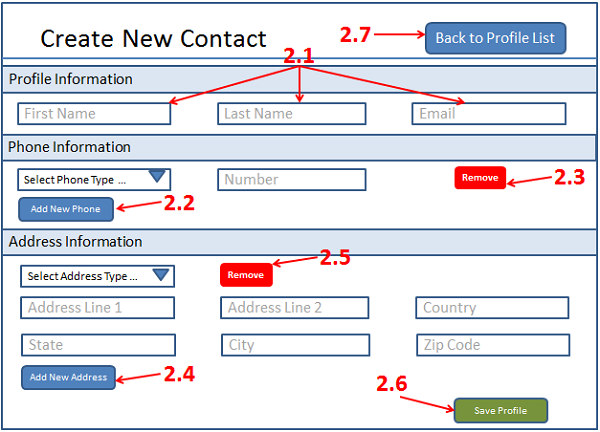 Create New Contact 2.7 Back to Profile List
2.1
Profile Information
First Name Last Name Email
Phone Information
Select Phone Type ... Number Remove 2.3
Add New Phone 2.2
Address Information
Select Address Type ... Remove 2.5
Address Line 1 Address Line 2 Country
State City Zip Code
Add New Address 2.4
2.6
Save Profile